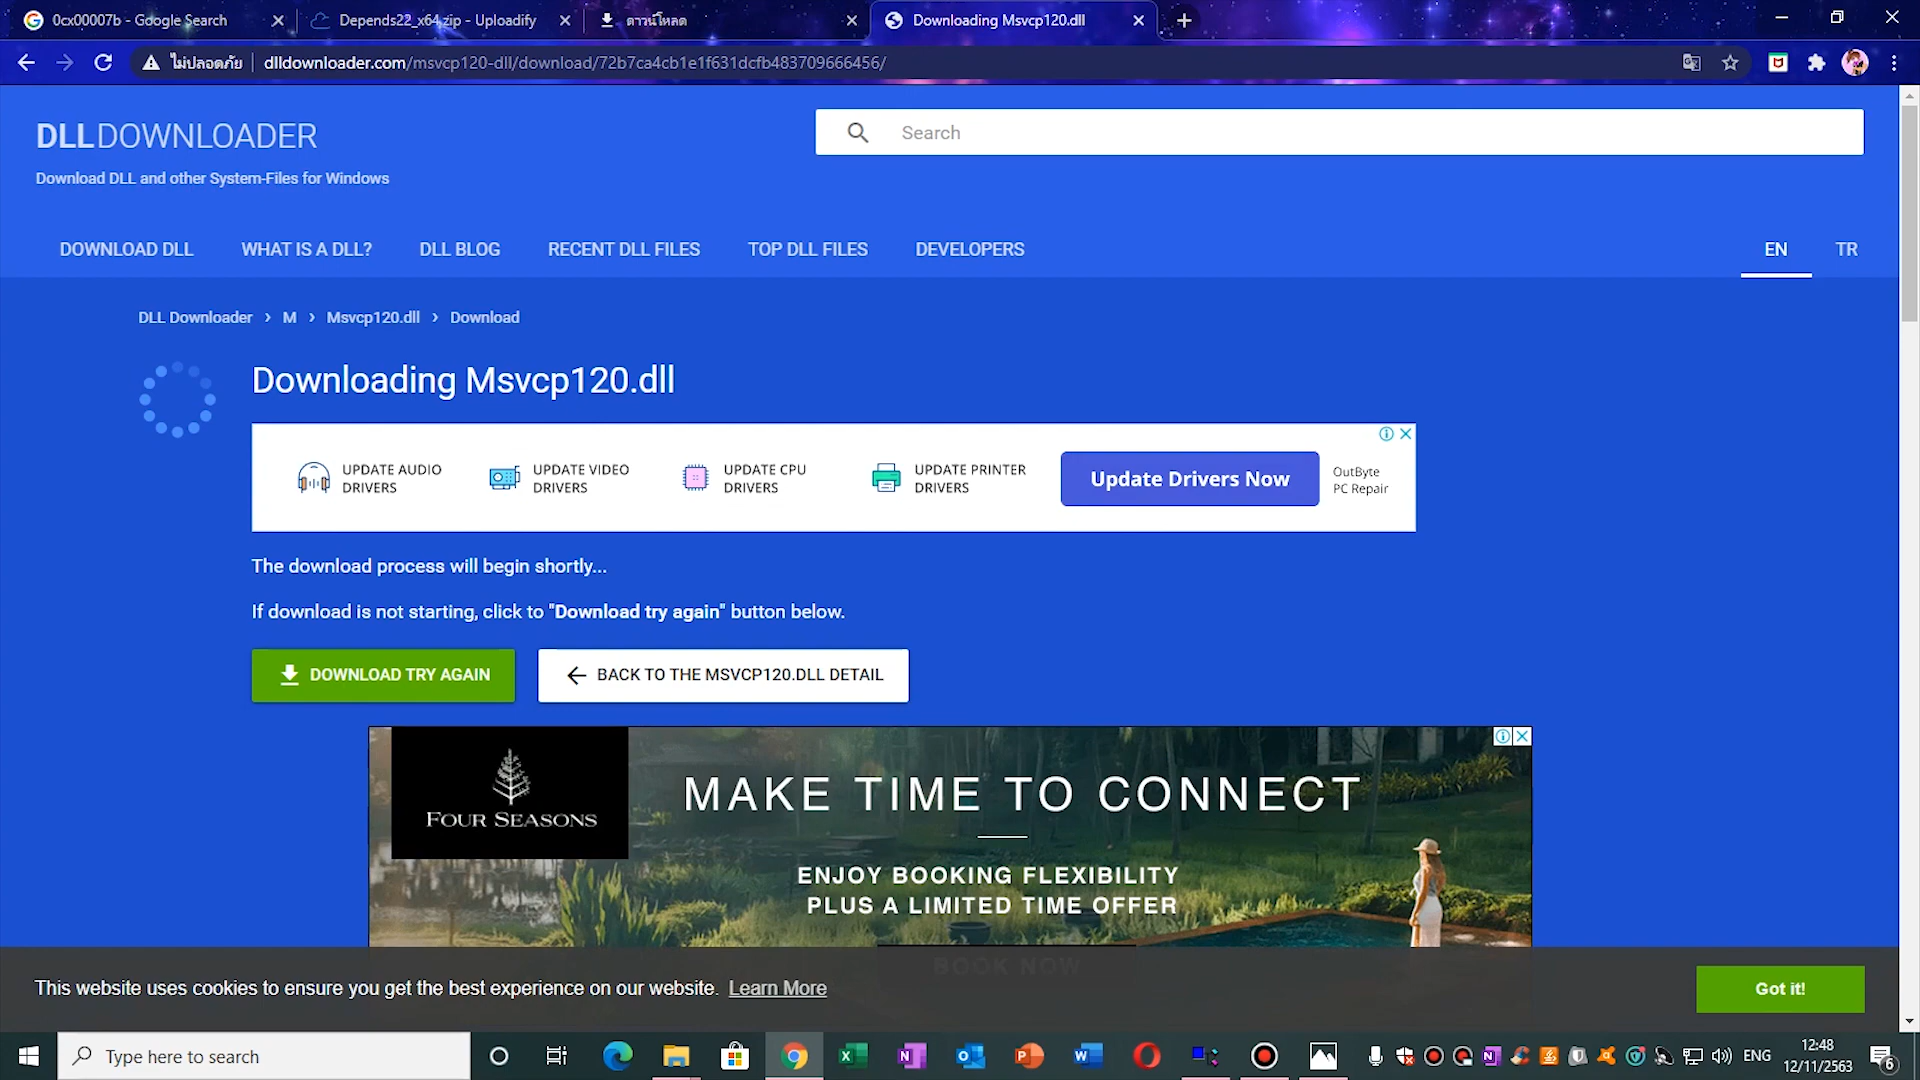 0cx00007b - Google Search
Depends22_x64.zip - Uploadify
ดาวน์โหลด
Downloading Msvcp120.dll
ไม่ปลอดภัย
dlldownloader.com/msvcp120-dll/download/72b7ca4cb1e1f631dcfb483709666456/
DLLDOWNLOADER
Search
Download DLL and other System-Files for Windows
DOWNLOAD DLL
WHAT IS A DLL?
DLL BLOG
RECENT DLL FILES
TOP DLL FILES
DEVELOPERS
EN
TR
DLL Downloader › M › Msvcp120.dll › Download
Downloading Msvcp120.dll
UPDATE AUDIO
DRIVERS
UPDATE VIDEO
DRIVERS
UPDATE CPU
DRIVERS
UPDATE PRINTER
DRIVERS
Update Drivers Now
OutByte
PC Repair
The download process will begin shortly...
If download is not starting, click to "Download try again" button below.
DOWNLOAD TRY AGAIN
BACK TO THE MSVCP120.DLL DETAIL
FOUR SEASONS
MAKE TIME TO CONNECT
ENJOY BOOKING FLEXIBILITY
PLUS A LIMITED TIME OFFER
BOOK NOW
This website uses cookies to ensure you get the best experience on our website. Learn More
Got it!
Type here to search
ENG
12:48
12/11/2563
6